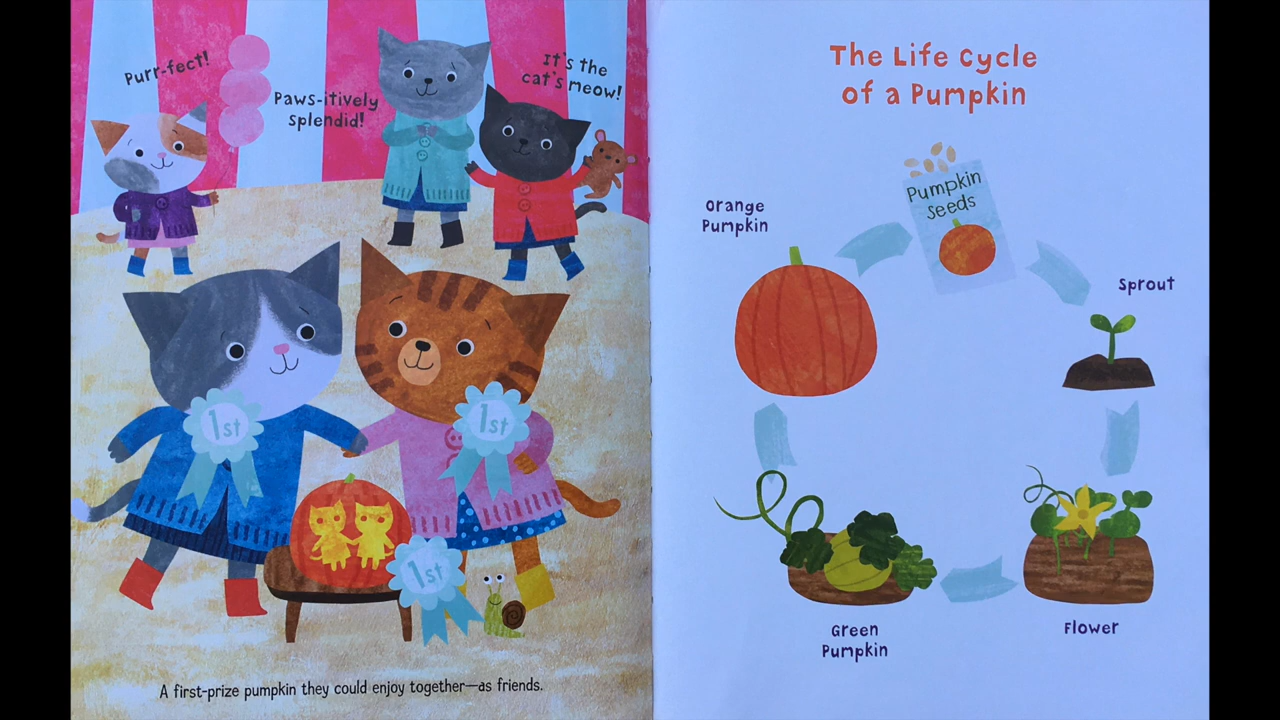 Purr-fect!
Paws-itively
splendid!
It's the
cat's meow!
1st
1st
1st
A first-prize pumpkin they could enjoy together—as friends.
The Life Cycle
of a Pumpkin
Pumpkin
seeds
Sprout
Flower
Green
Pumpkin
Orange
Pumpkin